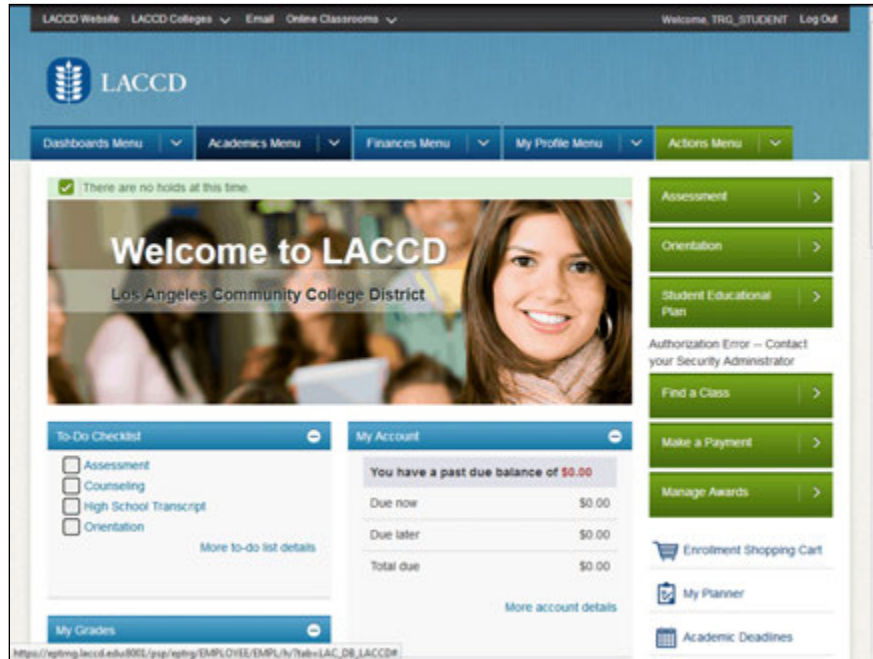 LACCD Website LACCD Colleges Email Online Classrooms Welcome, TRG_STUDENT Log Out
LACCD
Dashboards Menu Academics Menu Finances Menu My Profile Menu Actions Menu
There are no holds at this time.
Welcome to LACCD
Los Angeles Community College District
Assessment
Orientation
Student Educational
Plan
Authorization Error -- Contact
your Security Administrator
Find a Class
Make a Payment
Manage Awards
To-Do Checklist
Assessment
Counseling
High School Transcript
Orientation
More to-do list details
My Account
You have a past due balance of $0.00
Due now $0.00
Due later $0.00
Total due $0.00
More account details
Enrollment Shopping Cart
My Planner
Academic Deadlines
My Grades
https://eptrng.laccd.edu:8001/psp/eptrg/EMPLOYEE/EMPL/h/?tab=LAC_DB_LACCD#